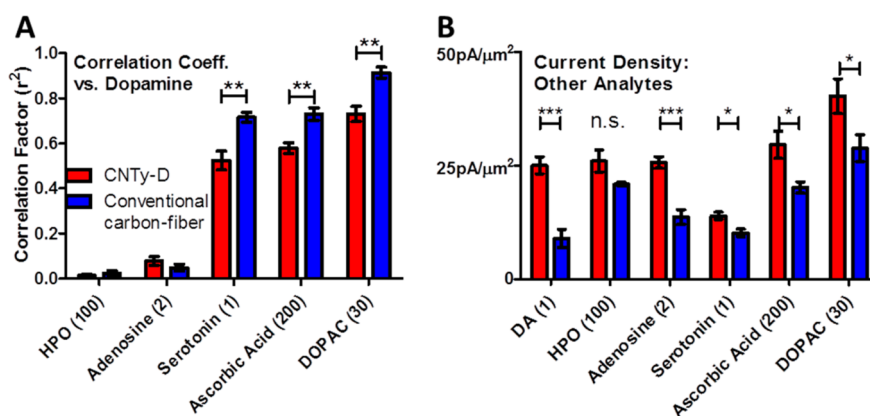 A
Correlation Coeff.
vs. Dopamine
Correlation Factor (r²)
1.0
0.8
0.6
0.4
0.2
0.0
**
**
**
CNTy-D
Conventional
carbon-fiber
HPO (100)
Adenosine (2)
Serotonin (1)
Ascorbic Acid (200)
DOPAC (30)
B
Current Density:
Other Analytes
50pA/μm²
25pA/μm²
0
***
n.s.
***
*
*
*
DA (1)
HPO (100)
Adenosine (2)
Serotonin (1)
Ascorbic Acid (200)
DOPAC (30)